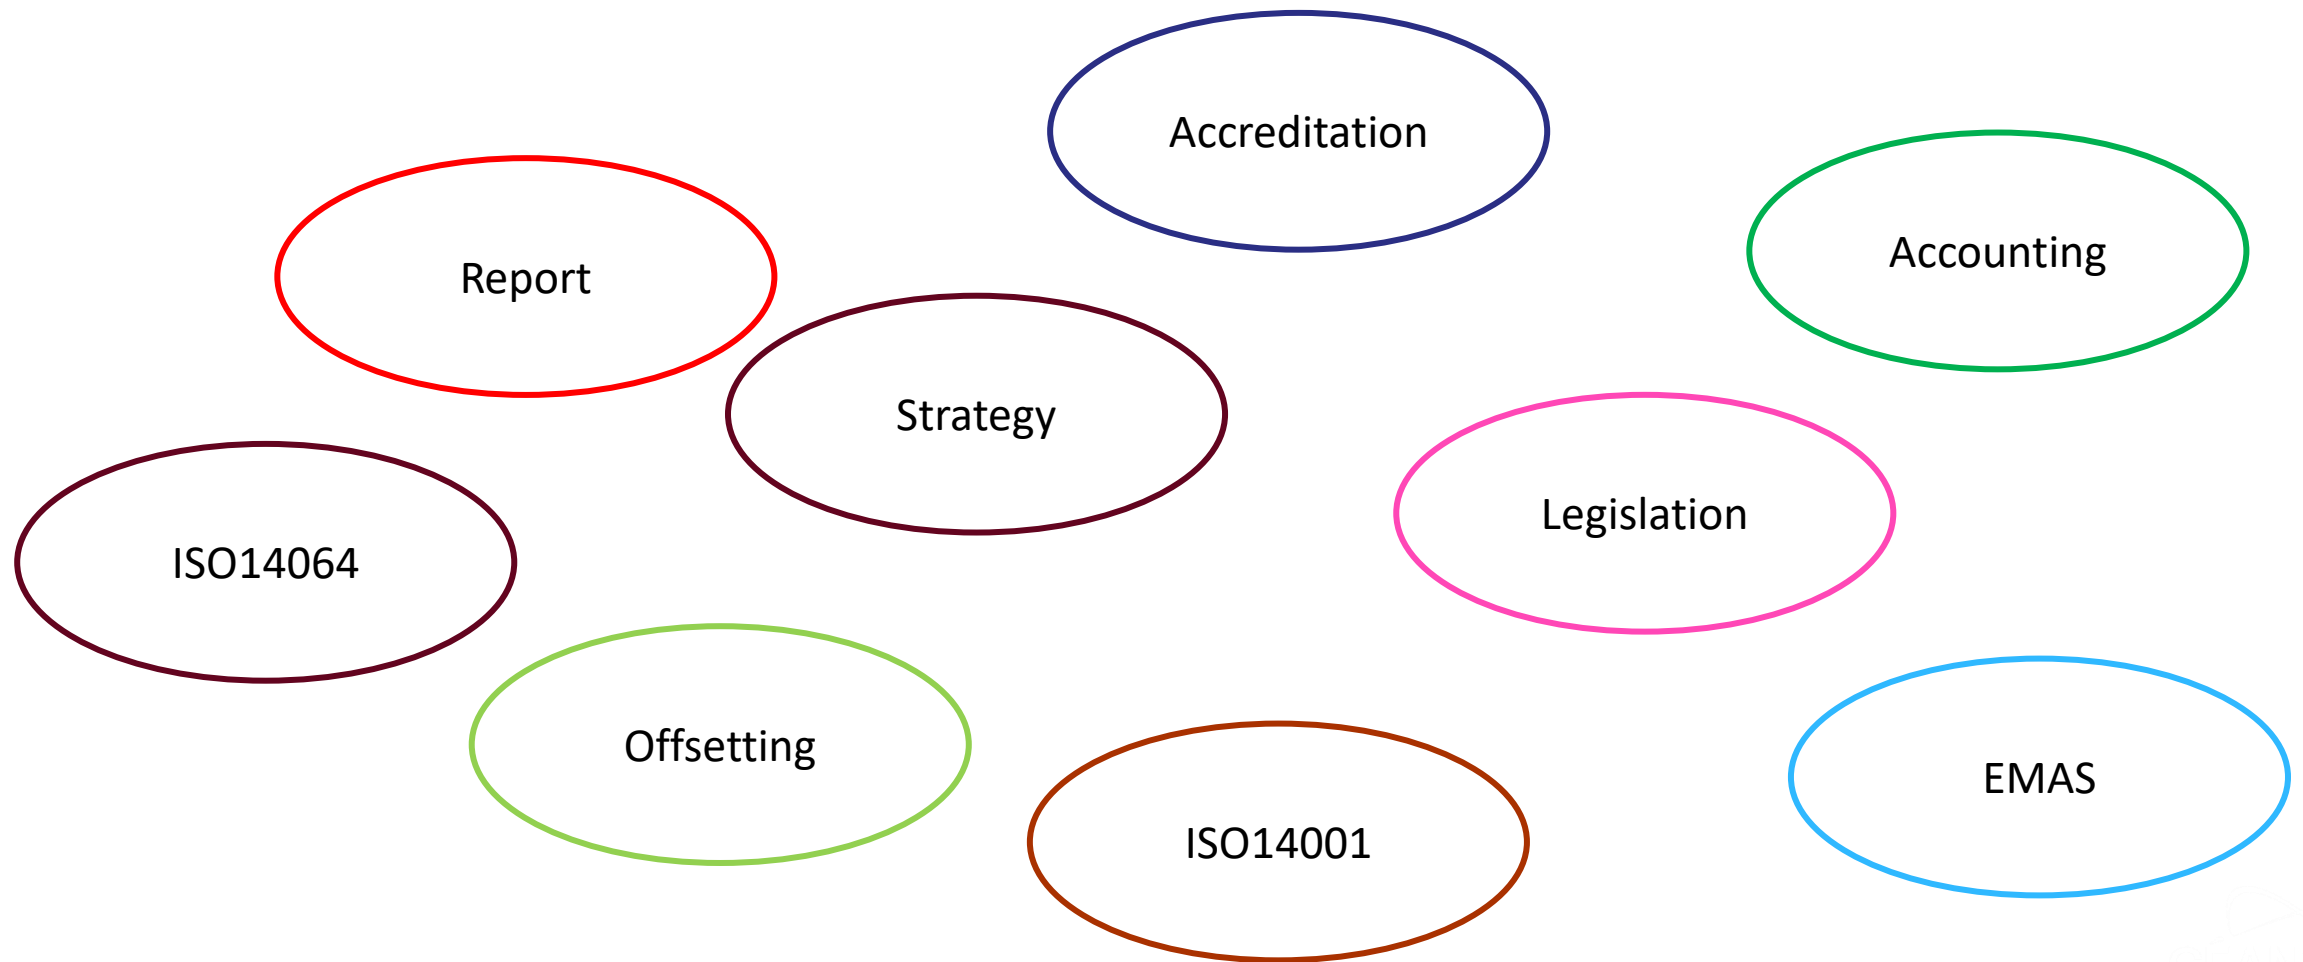 Accreditation
Accounting
Report
Strategy
Legislation
ISO14064
Offsetting
EMAS
ISO14001